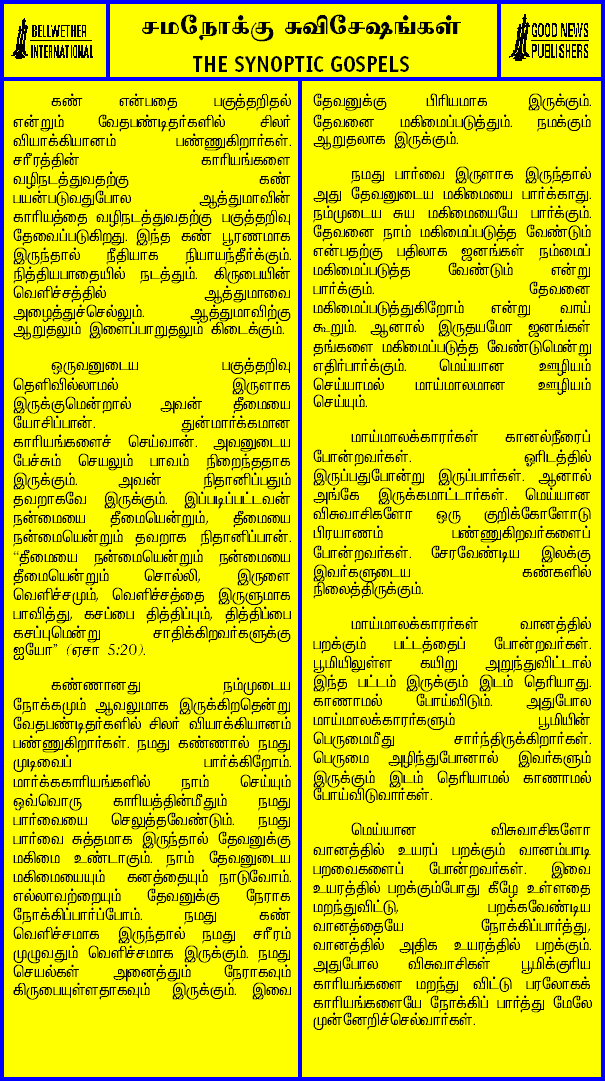 BELLWETHER
INTERNATIONAL
சமநோக்கு சுவிசேஷங்கள்
THE SYNOPTIC GOSPELS
GOOD NEWS
PUBLISHERS
கண் என்பதை பகுத்தறிதல்
என்றும் வேதபண்டிதர்களில் சிலர்
வியாக்கியானம் பண்ணுகிறார்கள்.
சரீரத்தின் காரியங்களை
வழிநடத்துவதற்கு கண்
பயன்படுவதுபோல ஆத்துமாவின்
காரியத்தை வழிநடத்துவதற்கு பகுத்தறிவு
தேவைப்படுகிறது. இந்த கண் பூரணமாக
இருந்தால் நீதியாக நியாயந்தீர்க்கும்.
நித்தியபாதையில் நடத்தும். கிருபையின்
வெளிச்சத்தில் ஆத்துமாவை
அழைத்துச்செல்லும். ஆத்துமாவிற்கு
ஆறுதலும் இளைப்பாறுதலும் கிடைக்கும்.
ஒருவனுடைய பகுத்தறிவு
தெளிவில்லாமல் இருளாக
இருக்குமென்றால் அவன் தீமையை
யோசிப்பான். துன்மார்க்கமான
காரியங்களைச் செய்வான். அவனுடைய
பேச்சும் செயலும் பாவம் நிறைந்ததாக
இருக்கும். அவன் நிதானிப்பதும்
தவறாகவே இருக்கும். இப்படிப்பட்டவன்
நன்மையை தீமையென்றும், தீமையை
நன்மையென்றும் தவறாக நிதானிப்பான்.
“தீமையை நன்மையென்றும் நன்மையை
தீமையென்றும் சொல்லி, இருளை
வெளிச்சமும், வெளிச்சத்தை இருளுமாக
பாவித்து, கசப்பை தித்திப்பும், தித்திப்பை
கசப்புமென்று சாதிக்கிறவர்களுக்கு
ஐயோ” (ஏசா 5:20).
கண்ணானது நம்முடைய
நோக்கமும் ஆவலுமாக இருக்கிறதென்று
வேதபண்டிதர்களில் சிலர் வியாக்கியானம்
பண்ணுகிறார்கள். நமது கண்ணால் நமது
முடிவைப் பார்க்கிறோம்.
மார்க்ககாரியங்களில் நாம் செய்யும்
ஒவ்வொரு காரியத்தின்மீதும் நமது
பார்வையை செலுத்தவேண்டும். நமது
பார்வை சுத்தமாக இருந்தால் தேவனுக்கு
மகிமை உண்டாகும். நாம் தேவனுடைய
மகிமையையும் கனத்தையும் நாடுவோம்.
எல்லாவற்றையும் தேவனுக்கு நேராக
நோக்கிப்பார்ப்போம். நமது கண்
வெளிச்சமாக இருந்தால் நமது சரீரம்
முழுவதும் வெளிச்சமாக இருக்கும். நமது
செயல்கள் அனைத்தும் நேராகவும்
கிருபையுள்ளதாகவும் இருக்கும். இவை
தேவனுக்கு பிரியமாக இருக்கும்.
தேவனை மகிமைப்படுத்தும். நமக்கும்
ஆறுதலாக இருக்கும்.
நமது பார்வை இருளாக இருந்தால்
அது தேவனுடைய மகிமையை பார்க்காது.
நம்முடைய சுய மகிமையையே பார்க்கும்.
தேவனை நாம் மகிமைப்படுத்த வேண்டும்
என்பதற்கு பதிலாக ஜனங்கள் நம்மைப்
மகிமைப்படுத்த வேண்டும் என்று
பார்க்கும். தேவனை
மகிமைப்படுத்துகிறோம் என்று வாய்
கூறும். ஆனால் இருதயமோ ஜனங்கள்
தங்களை மகிமைப்படுத்த வேண்டுமென்று
எதிர்பார்க்கும். மெய்யான ஊழியம்
செய்யாமல் மாய்மாலமான ஊழியம்
செய்யும்.
மாய்மாலக்காரர்கள் கானல்நீரைப்
போன்றவர்கள். ஓரிடத்தில்
இருப்பதுபோன்று இருப்பார்கள். ஆனால்
அங்கே இருக்கமாட்டார்கள். மெய்யான
விசுவாசிகளோ ஒரு குறிக்கோளோடு
பிரயாணம் பண்ணுகிறவர்களைப்
போன்றவர்கள். சேரவேண்டிய இலக்கு
இவர்களுடைய கண்களில்
நிலைத்திருக்கும்.
மாய்மாலக்காரர்கள் வானத்தில்
பறக்கும் பட்டத்தைப் போன்றவர்கள்.
பூமியிலுள்ள கயிறு அறுந்துவிட்டால்
இந்த பட்டம் இருக்கும் இடம் தெரியாது.
காணாமல் போய்விடும். அதுபோல
மாய்மாலக்காரர்களும் பூமியின்
பெருமைமீது சார்ந்திருக்கிறார்கள்.
பெருமை அழிந்துபோனால் இவர்களும்
இருக்கும் இடம் தெரியாமல் காணாமல்
போய்விடுவார்கள்.
மெய்யான விசுவாசிகளோ
வானத்தில் உயரப் பறக்கும் வானம்பாடி
பறவைகளைப் போன்றவர்கள். இவை
உயரத்தில் பறக்கும்போது கீழே உள்ளதை
மறந்துவிட்டு, பறக்கவேண்டிய
வானத்தையே நோக்கிப்பார்த்து,
வானத்தில் அதிக உயரத்தில் பறக்கும்.
அதுபோல விசுவாசிகள் பூமிக்குரிய
காரியங்களை மறந்து விட்டு பரலோகக்
காரியங்களையே நோக்கிப் பார்த்து மேலே
முன்னேறிச்செல்வார்கள்.